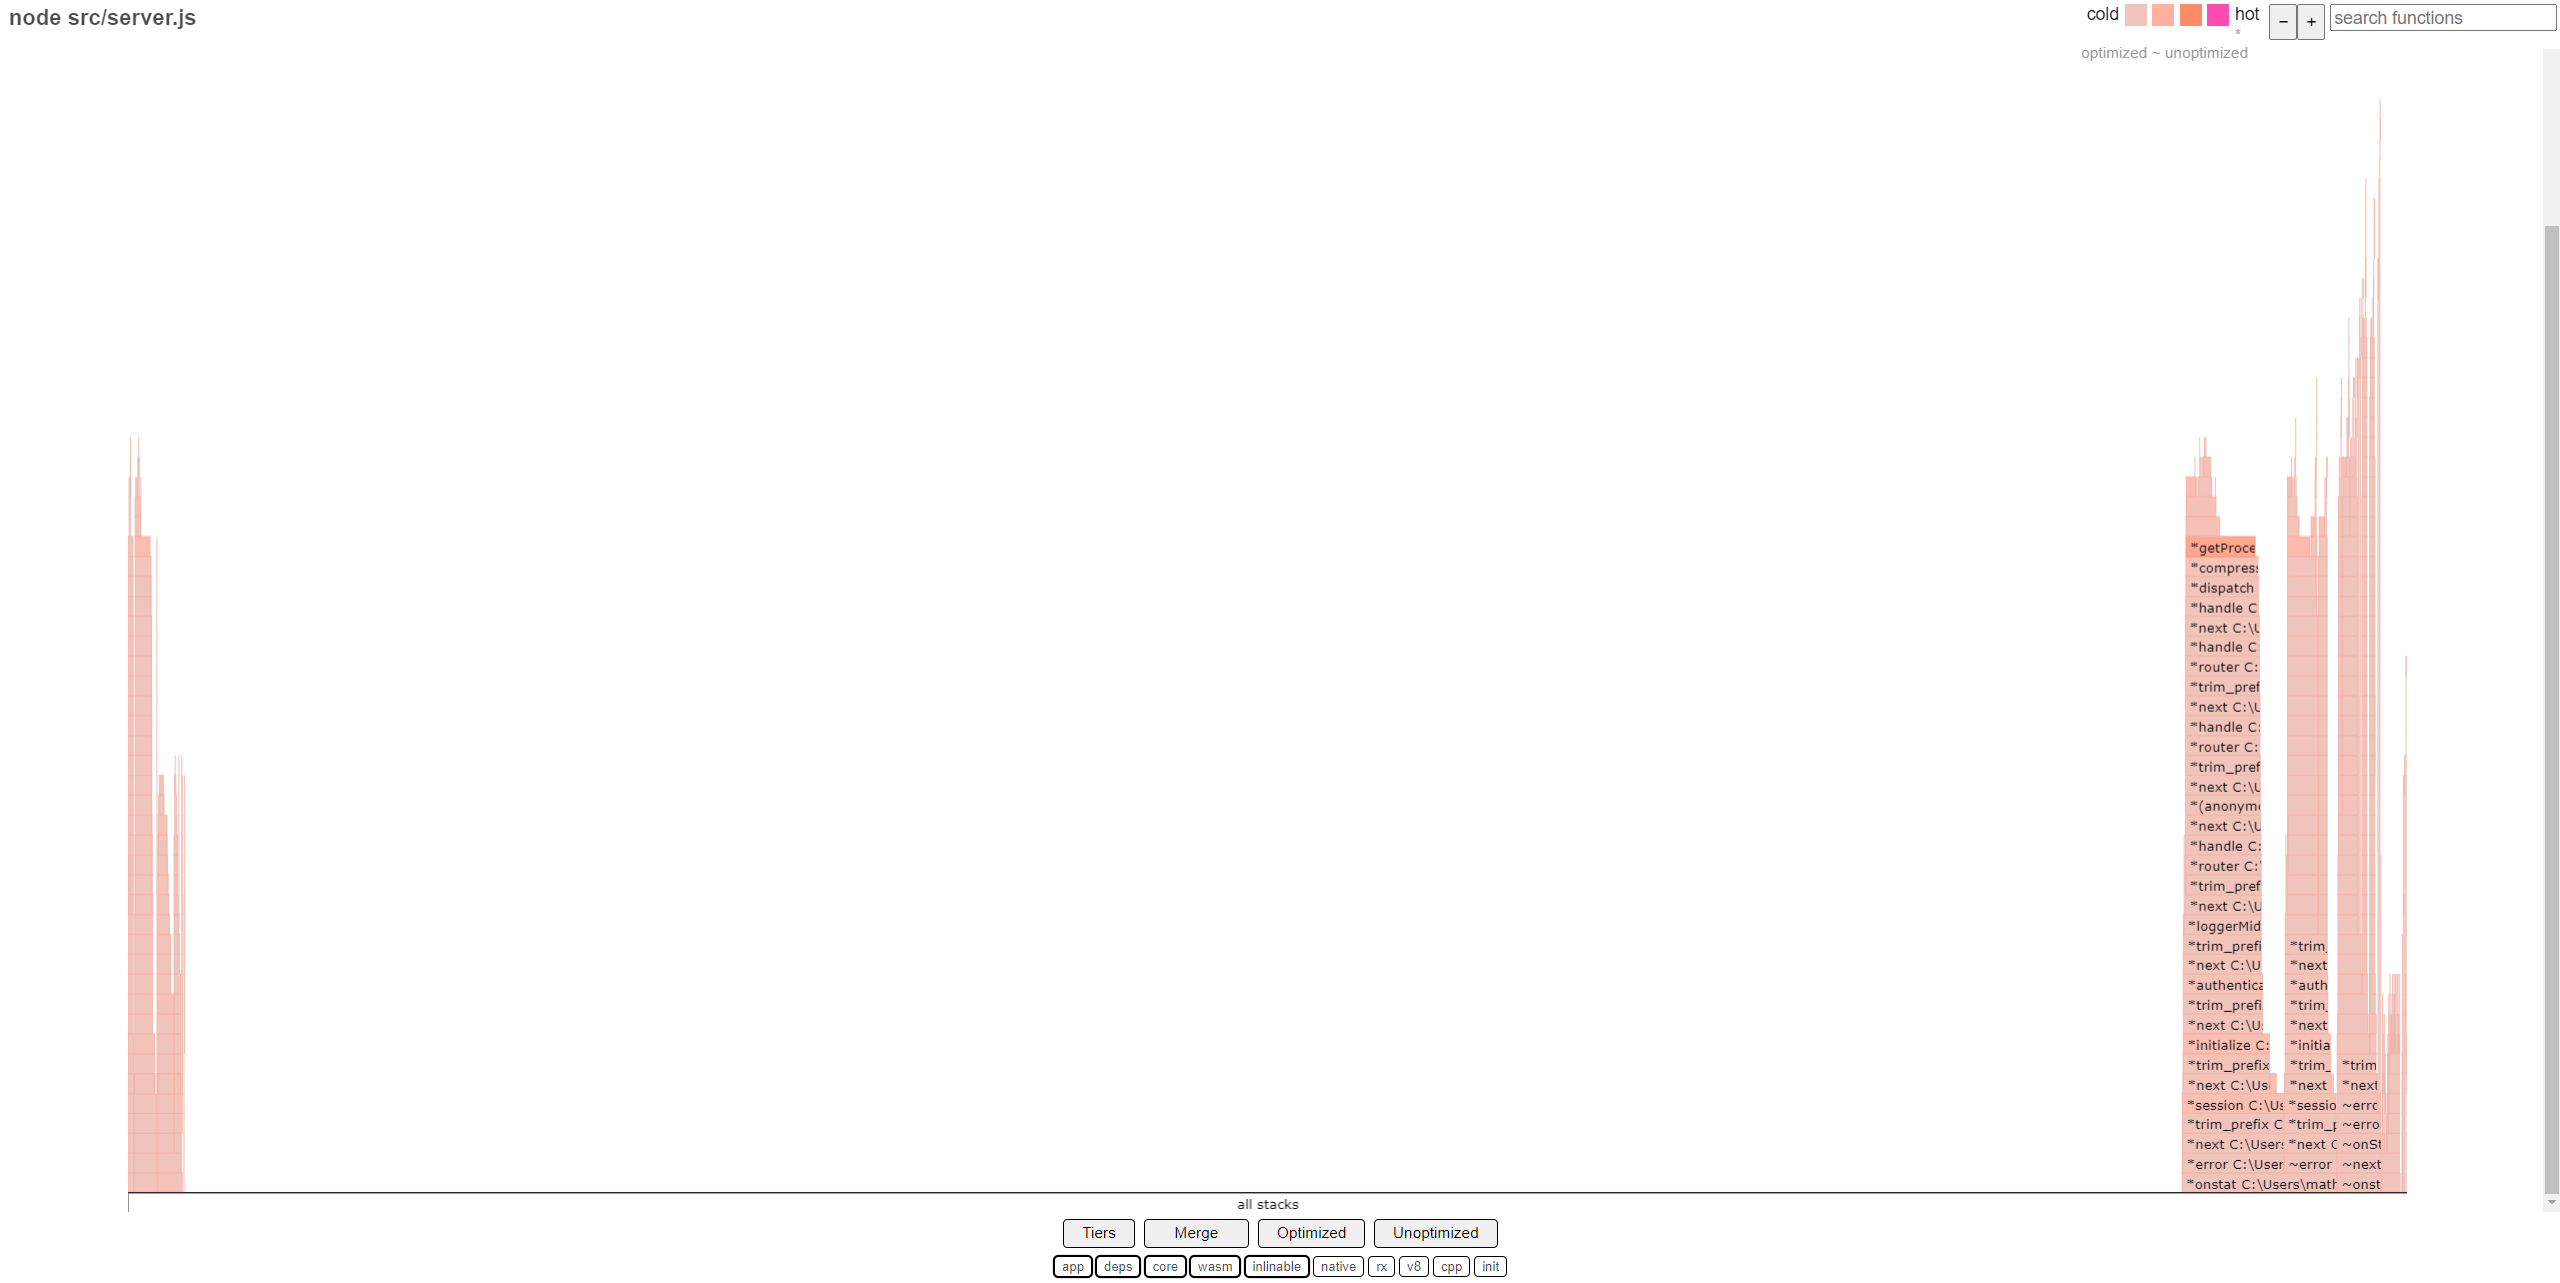 node src/server.js
cold hot − + search functions
*
optimized ~ unoptimized
*getProce
*compress
*dispatch
*handle C
*next C:\U
*handle C
*router C:
*trim_pref
*next C:\U
*handle C:
*router C:
*trim_pref
*next C:\U
*(anonym
*next C:\U
*handle C:
*router C:\
*trim_pref
*next C:\U
*loggerMid
*trim_prefi *trim_
*next C:\U *next
*authentica *auth
*trim_prefi *trim_
*next C:\U *next
*initialize C: *initia
*trim_prefix *trim_ *trim
*next C:\Us *next *next
*session C:\Us *sessio ~erro
*trim_prefix C *trim_p ~erro
*next C:\Users *next C ~onSt
*error C:\User ~error ~next
*onstat C:\Users\math ~onst
all stacks
Tiers Merge Optimized Unoptimized
app deps core wasm inlinable native rx v8 cpp init